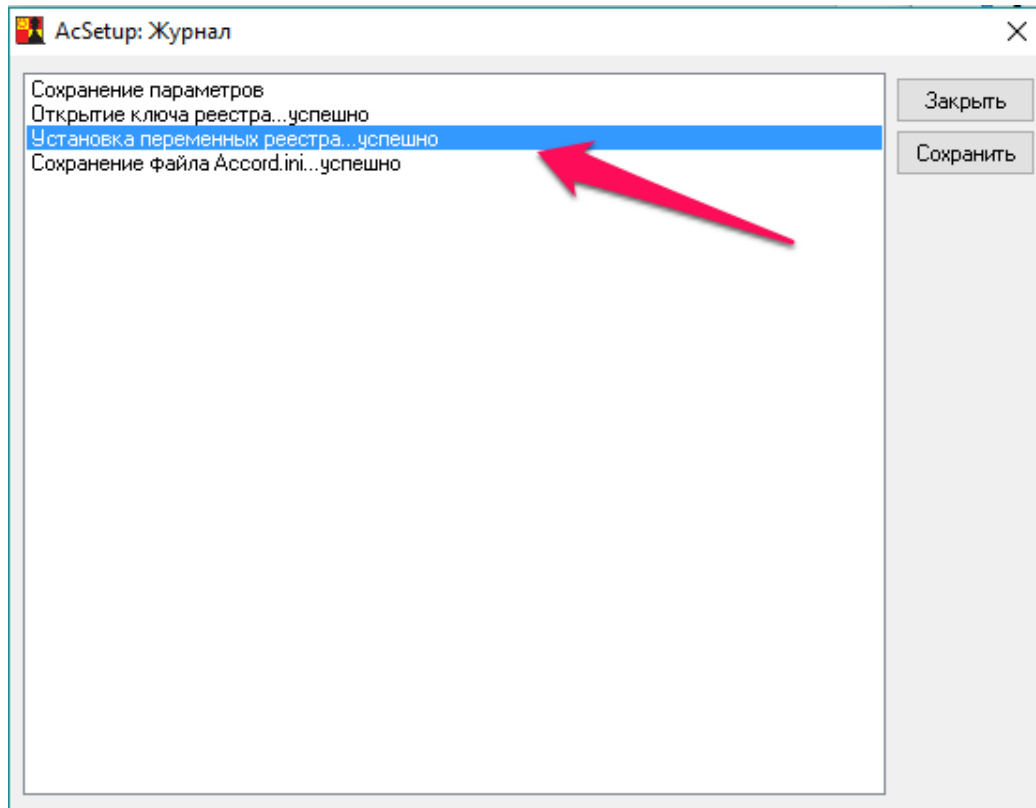 AcSetup: Журнал
Сохранение параметров
Открытие ключа реестра...успешно
Установка переменных реестра...успешно
Сохранение файла Accord.ini...успешно
Закрыть
Сохранить